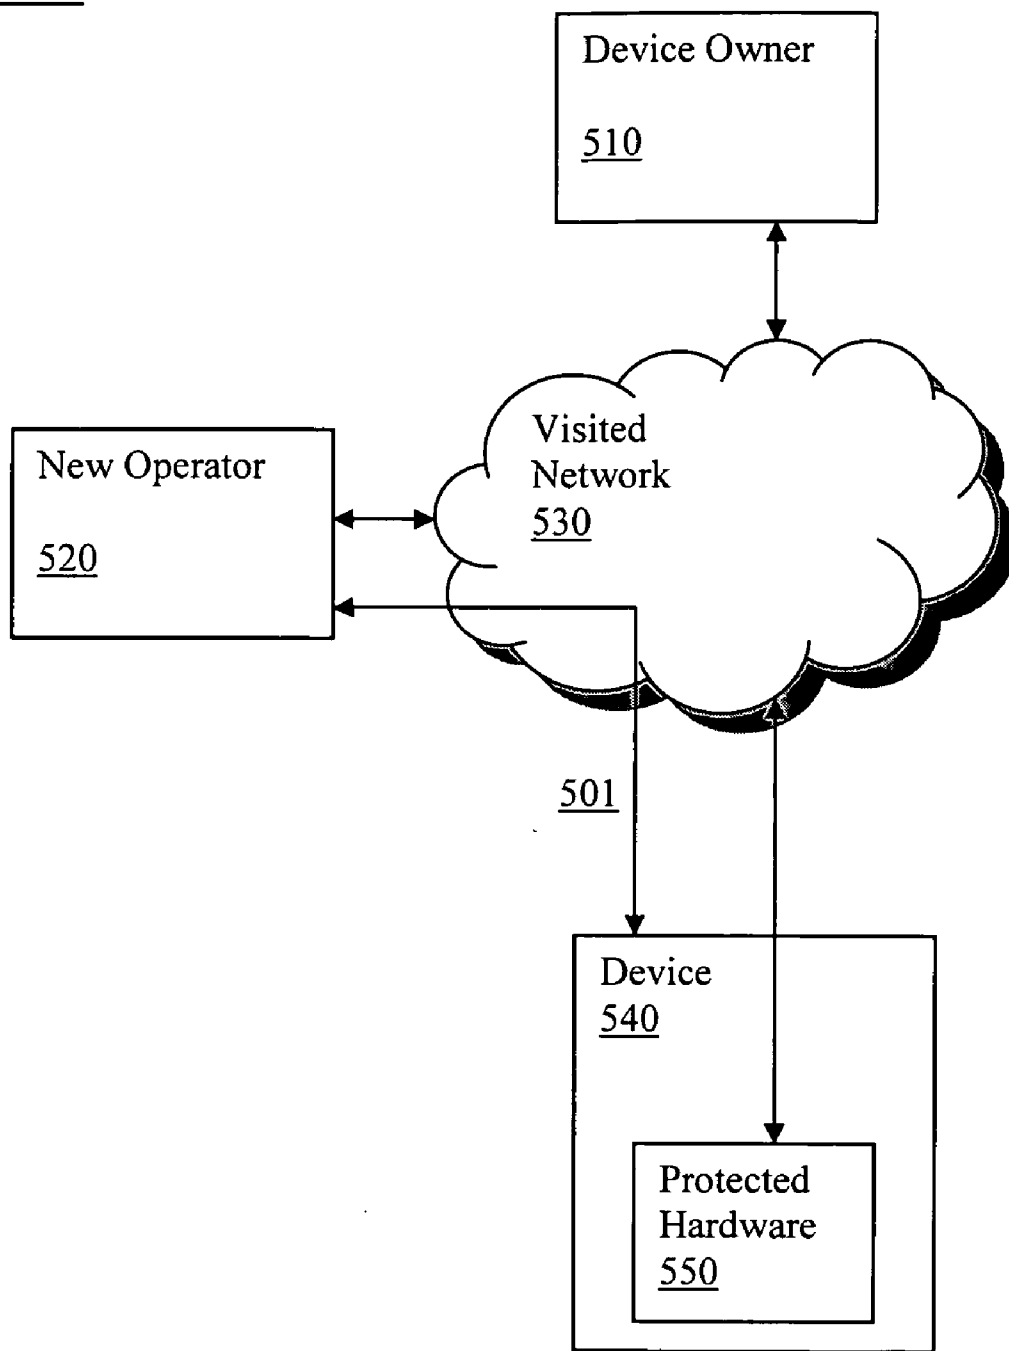 Device Owner
510
Visited
Network
530
New Operator
520
501
Device
540
Protected
Hardware
550